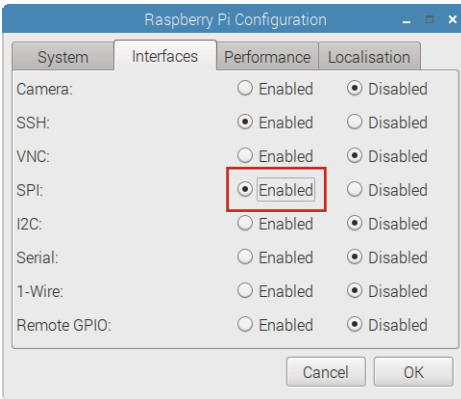 Raspberry Pi Configuration
System Interfaces Performance Localisation
Camera: Enabled Disabled
SSH: Enabled Disabled
VNC: Enabled Disabled
SPI: Enabled Disabled
I2C: Enabled Disabled
Serial: Enabled Disabled
1-Wire: Enabled Disabled
Remote GPIO: Enabled Disabled
Cancel OK